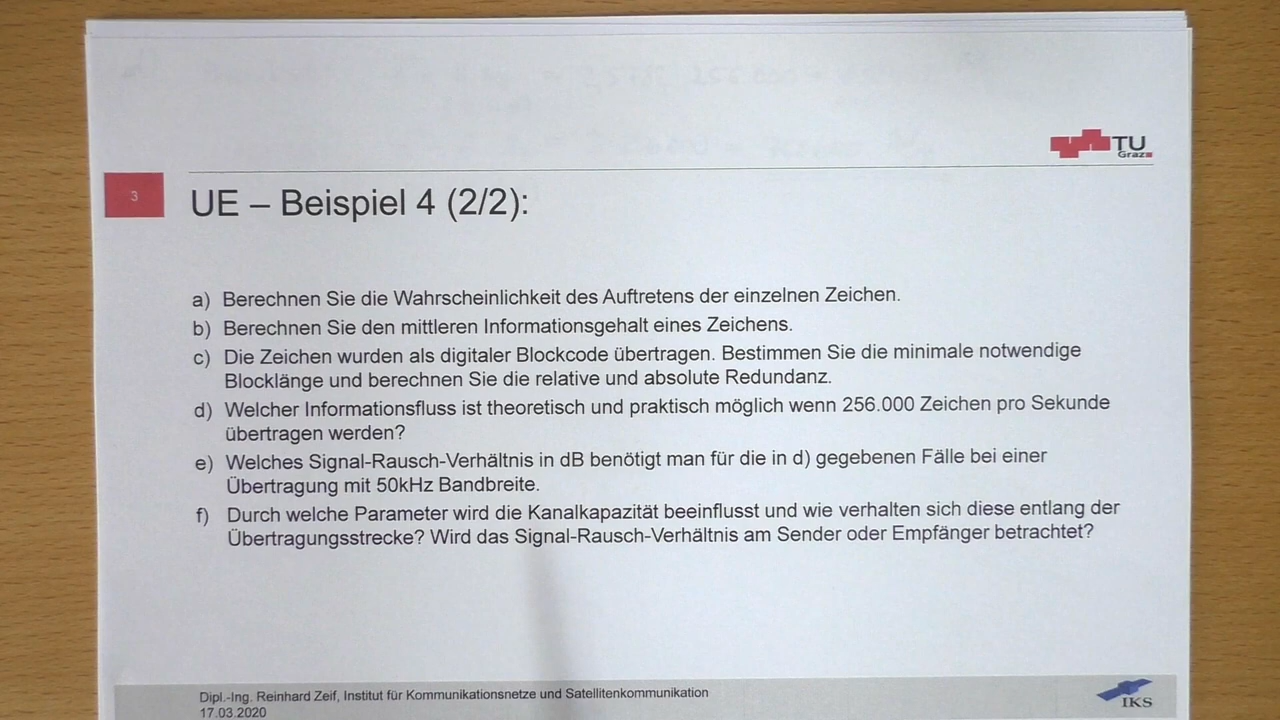 TU
Graz
3
UE – Beispiel 4 (2/2):
a) Berechnen Sie die Wahrscheinlichkeit des Auftretens der einzelnen Zeichen.
b) Berechnen Sie den mittleren Informationsgehalt eines Zeichens.
c) Die Zeichen wurden als digitaler Blockcode übertragen. Bestimmen Sie die minimale notwendige
Blocklänge und berechnen Sie die relative und absolute Redundanz.
d) Welcher Informationsfluss ist theoretisch und praktisch möglich wenn 256.000 Zeichen pro Sekunde
übertragen werden?
e) Welches Signal-Rausch-Verhältnis in dB benötigt man für die in d) gegebenen Fälle bei einer
Übertragung mit 50kHz Bandbreite.
f) Durch welche Parameter wird die Kanalkapazität beeinflusst und wie verhalten sich diese entlang der
Übertragungsstrecke? Wird das Signal-Rausch-Verhältnis am Sender oder Empfänger betrachtet?
Dipl.-Ing. Reinhard Zeif, Institut für Kommunikationsnetze und Satellitenkommunikation
17.03.2020
IKS